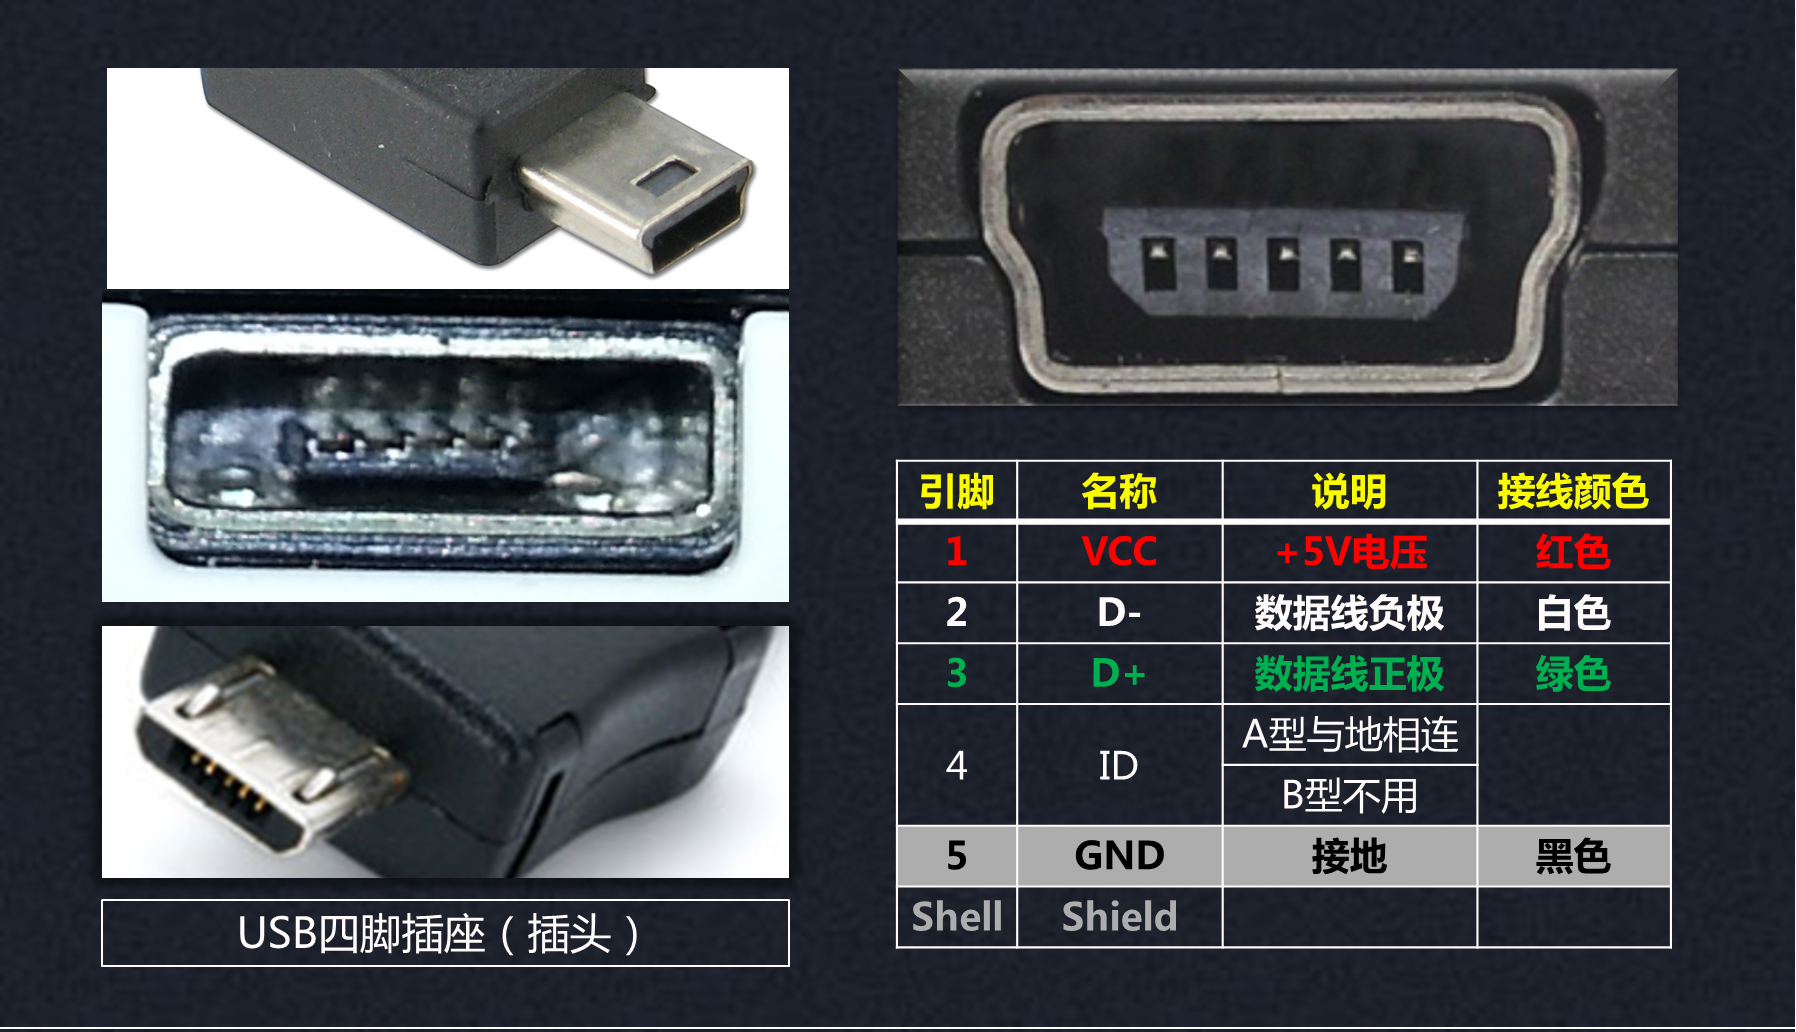 引脚 名称 说明 接线颜色
1 VCC +5V电压 红色
2 D- 数据线负极 白色
3 D+ 数据线正极 绿色
4 ID A型与地相连
B型不用
5 GND 接地 黑色
Shell Shield
USB四脚插座（插头）